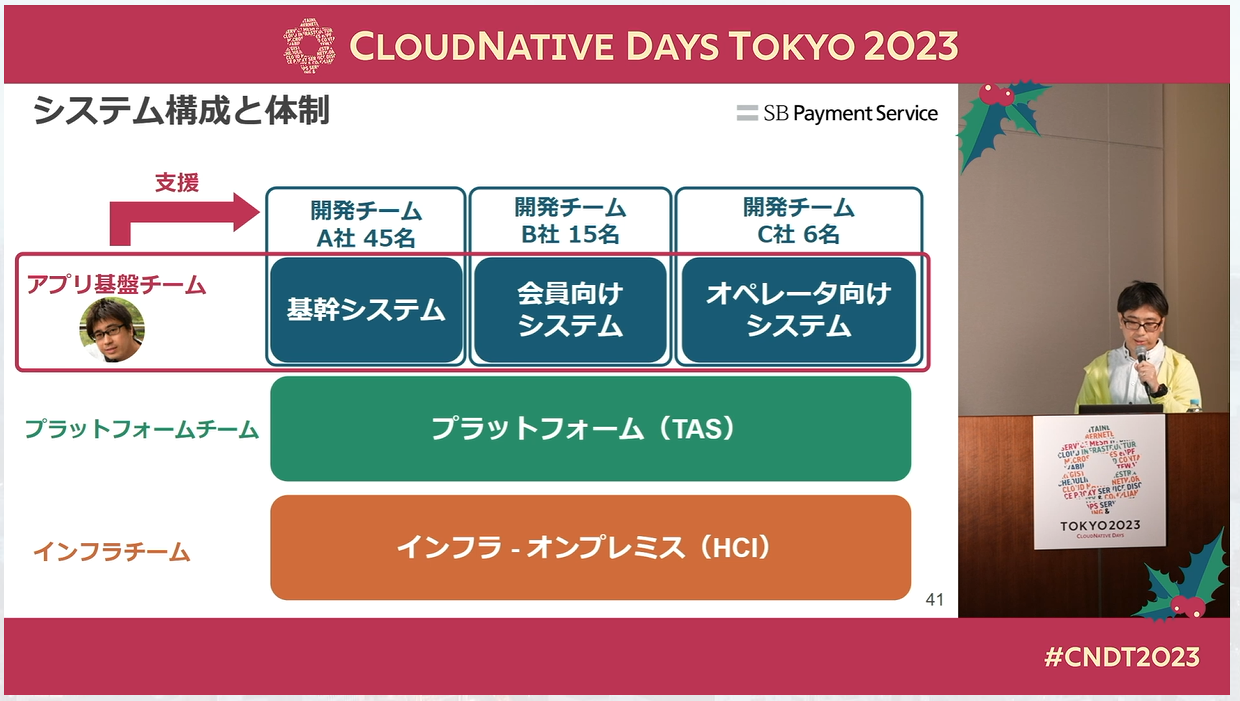 CLOUDNATIVE DAYS TOKYO 2023
システム構成と体制
SB Payment Service
支援
開発チーム
A社 45名
開発チーム
B社 15名
開発チーム
C社 6名
アプリ基盤チーム
基幹システム
会員向け
システム
オペレータ向け
システム
プラットフォームチーム
プラットフォーム（TAS）
インフラチーム
インフラ - オンプレミス（HCI）
41
TOKYO2023
CLOUDNATIVE DAYS
#CNDT2023